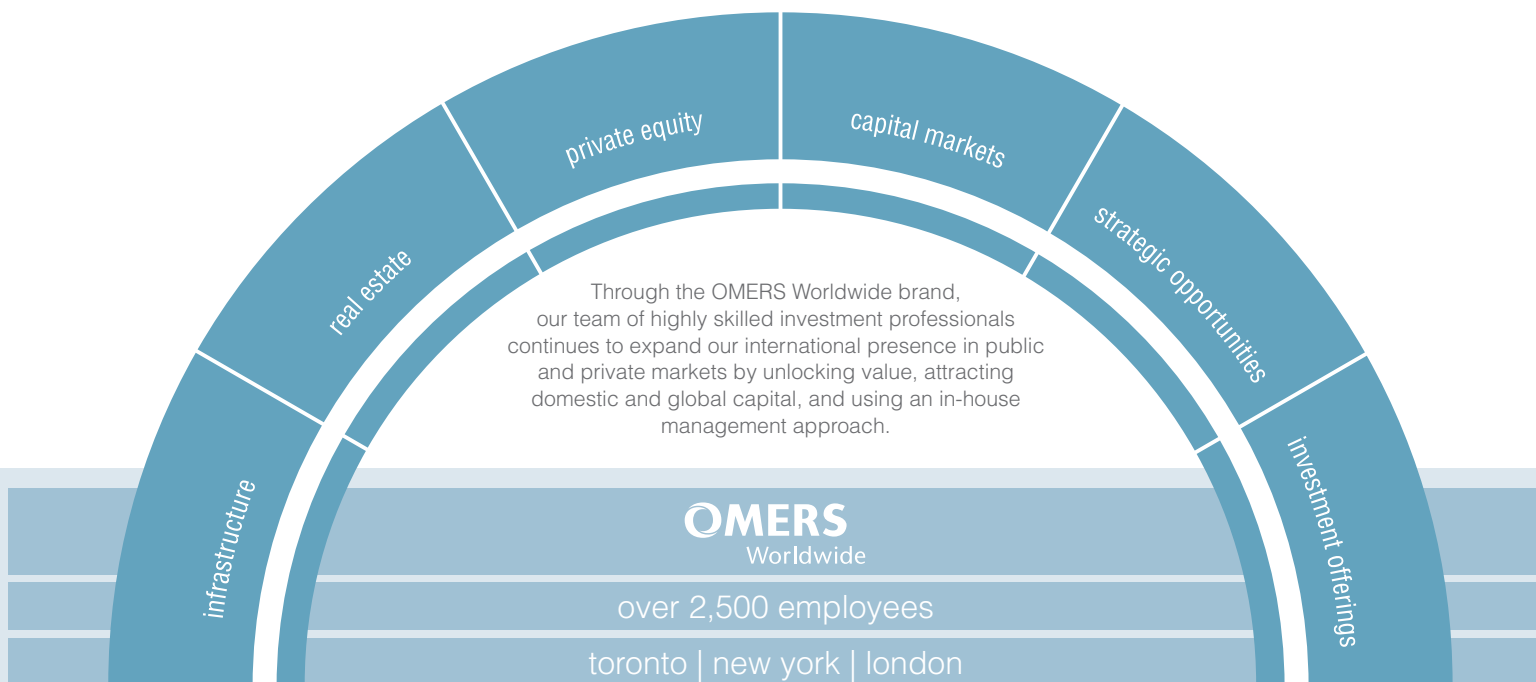 infrastructure
real estate
private equity
capital markets
strategic opportunities
investment offerings
Through the OMERS Worldwide brand,
our team of highly skilled investment professionals
continues to expand our international presence in public
and private markets by unlocking value, attracting
domestic and global capital, and using an in-house
management approach.
OMERS
Worldwide
over 2,500 employees
toronto | new york | london